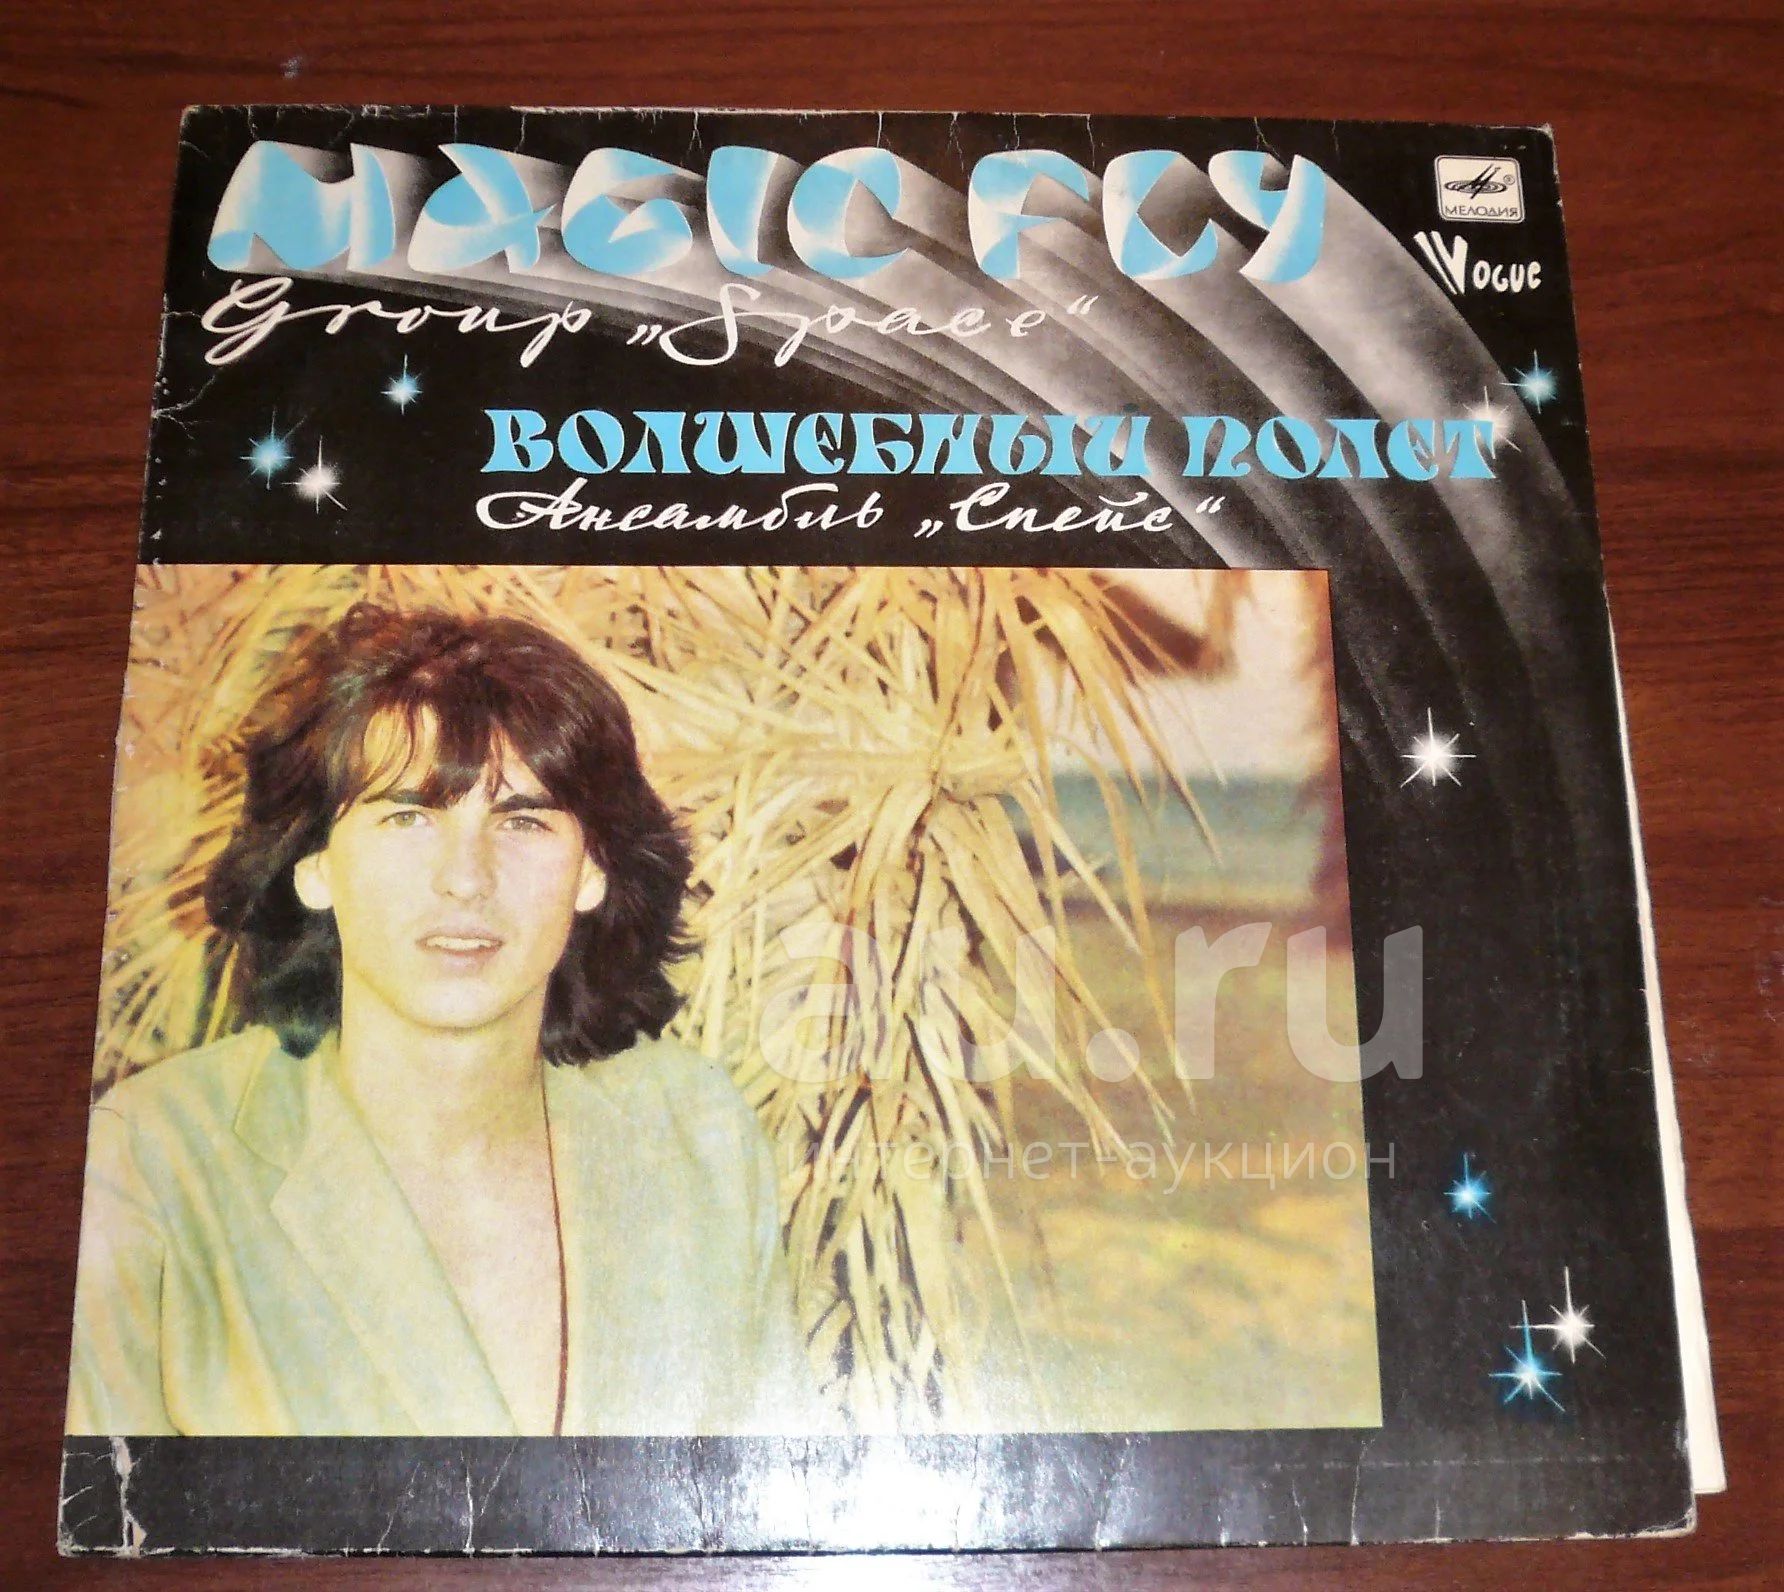 MAGIC FLY
МЕЛОДИЯ
Vogue
Group „Space“
ВОЛШЕБНЫЙ ПОЛЕТ
Ансамбль „Спейс“
au.ru
интернет-аукцион